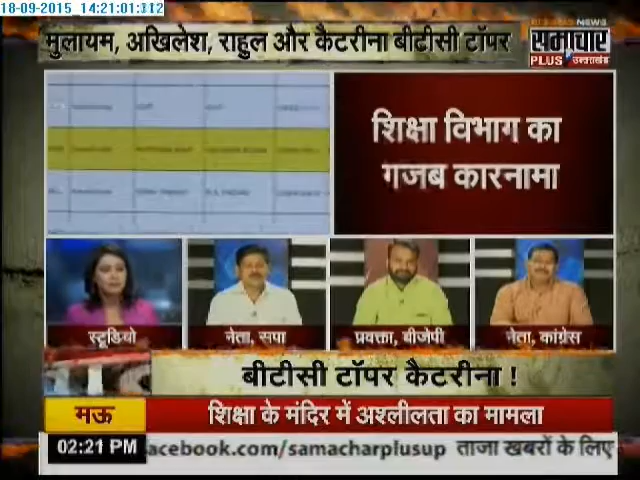 18-09-2015 14:21:01:312
मुलायम, अखिलेश, राहुल और कैटरीना बीटीसी टॉपर
NEWS
समाचार
PLUS उत्तराखंड
शिक्षा विभाग का
गजब कारनामा
स्टूडियो
नेता, सपा
प्रवक्ता, बीजेपी
नेता, कांग्रेस
बीटीसी टॉपर कैटरीना !
मऊ
शिक्षा के मंदिर में अश्लीलता का मामला
02:21 PM
acebook.com/samacharplusup ताजा खबरों के लिए